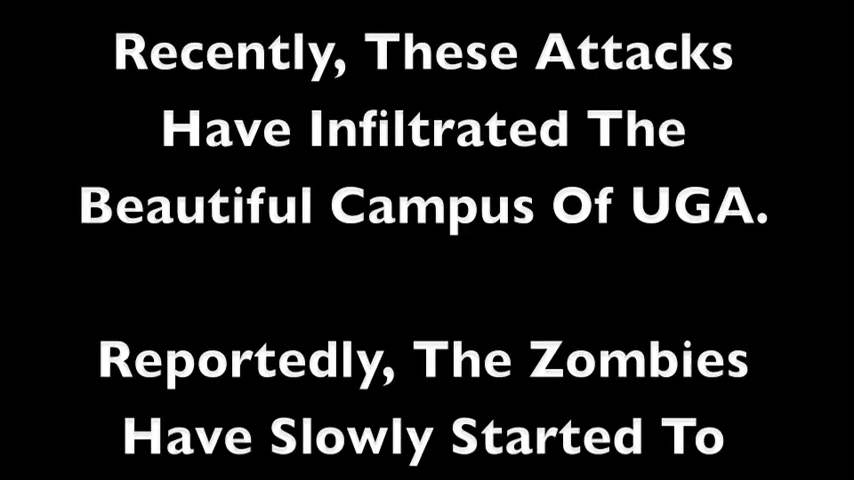 Recently, These Attacks
Have Infiltrated The
Beautiful Campus Of UGA.
Reportedly, The Zombies
Have Slowly Started To